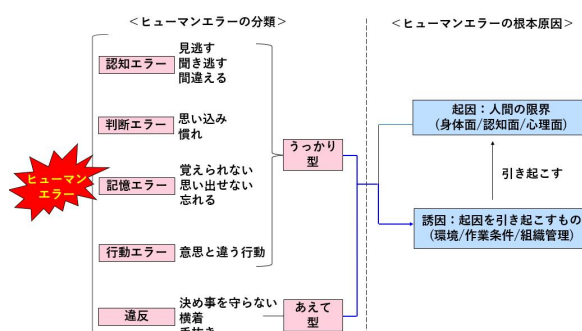 ＜ヒューマンエラーの分類＞
＜ヒューマンエラーの根本原因＞
認知エラー
見逃す
聞き逃す
間違える
判断エラー
思い込み
慣れ
うっかり
型
ヒューマン
エラー
記憶エラー
覚えられない
思い出せない
忘れる
行動エラー
意思と違う行動
違反
決め事を守らない
横着
あえて
型
起因：人間の限界
（身体面/認知面/心理面）
引き起こす
誘因：起因を引き起こすもの
（環境/作業条件/組織管理）